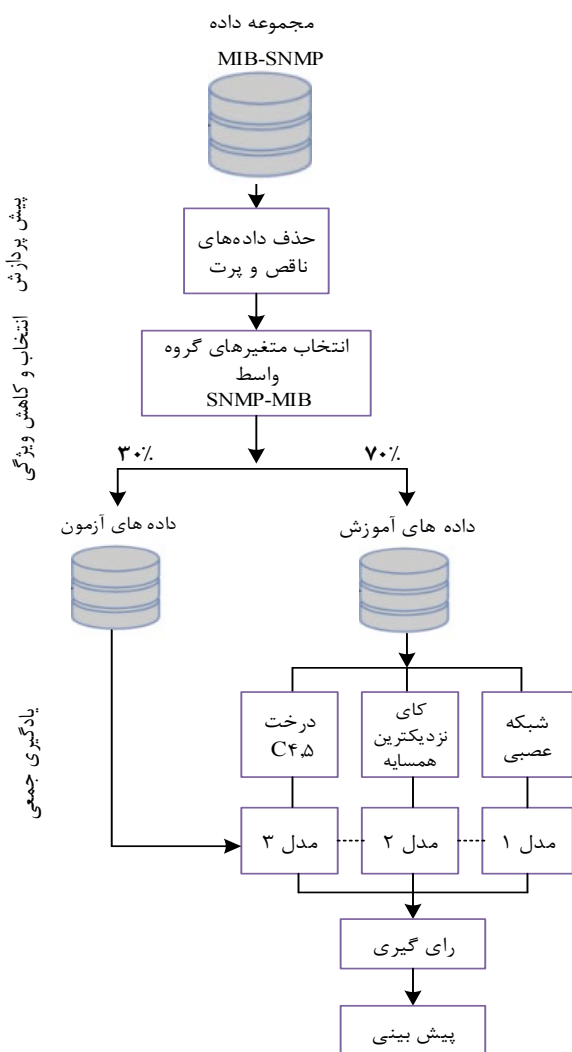 مجموعه داده
MIB-SNMP
حذف داده‌های
ناقص و پرت
پیش پردازش
انتخاب متغیرهای گروه
واسط
SNMP-MIB
انتخاب و کاهش ویژگی
۷۰٪
۳۰٪
داده های آموزش
داده های آزمون
شبکه
عصبی
کای
نزدیکترین
همسایه
درخت
C۴٫۵
یادگیری جمعی
مدل ۱
مدل ۲
مدل ۳
رای گیری
پیش بینی